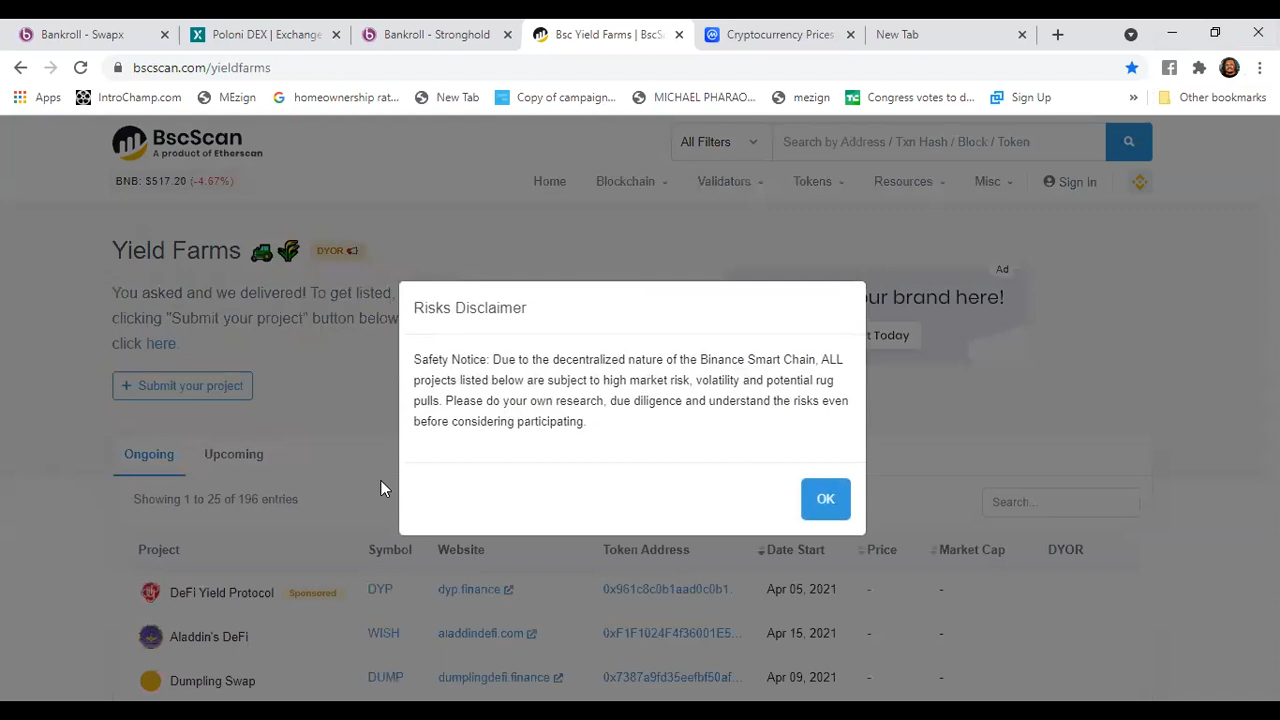 Bankroll - Swapx
Poloni DEX | Exchange
Bankroll - Stronghold
Bsc Yield Farms | BscS
Cryptocurrency Prices
New Tab
bscscan.com/yieldfarms
Apps
IntroChamp.com
MEzign
homeownership rat...
New Tab
Copy of campaign...
MICHAEL PHARAO...
mezign
Congress votes to d...
Sign Up
»
Other bookmarks
BscScan
A product of Etherscan
All Filters
Search by Address / Txn Hash / Block / Token
BNB: $517.20 (-4.67%)
Home
Blockchain
Validators
Tokens
Resources
Misc
Sign In
Yield Farms
DYOR
Ad
You asked and we delivered! To get listed,
clicking "Submit your project" button below
click here.
our brand here!
t Today
+ Submit your project
Risks Disclaimer
Safety Notice: Due to the decentralized nature of the Binance Smart Chain, ALL
projects listed below are subject to high market risk, volatility and potential rug
pulls. Please do your own research, due diligence and understand the risks even
before considering participating.
OK
Ongoing
Upcoming
Showing 1 to 25 of 196 entries
Search...
Project Symbol Website Token Address Date Start Price Market Cap DYOR
DeFi Yield Protocol Sponsored DYP dyp.finance 0x961c8c0b1aad0c0b1. Apr 05, 2021 - -
Aladdin's DeFi WISH aladdindefi.com 0xF1F1024F4f36001E5... Apr 15, 2021 - -
Dumpling Swap DUMP dumplingdefi.finance 0x7387a9fd35eefbf50af... Apr 09, 2021 - -